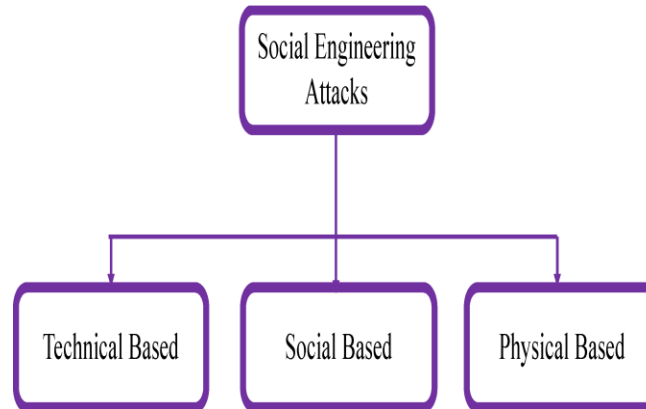 Social Engineering
Attacks
Technical Based
Social Based
Physical Based